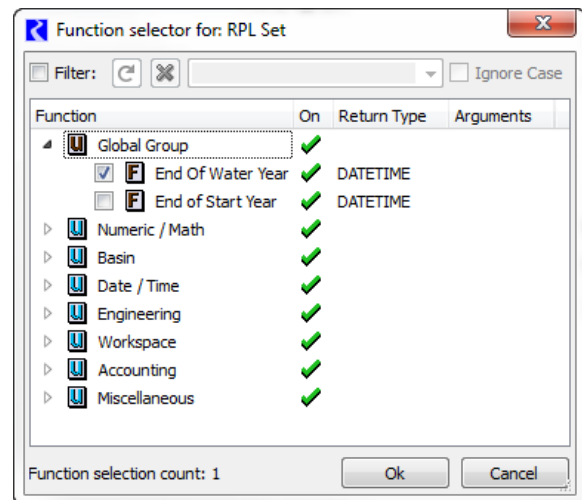 Function selector for: RPL Set
Filter: Ignore Case
Function On Return Type Arguments
Global Group
End Of Water Year DATETIME
End of Start Year DATETIME
Numeric / Math
Basin
Date / Time
Engineering
Workspace
Accounting
Miscellaneous
Function selection count: 1 Ok Cancel